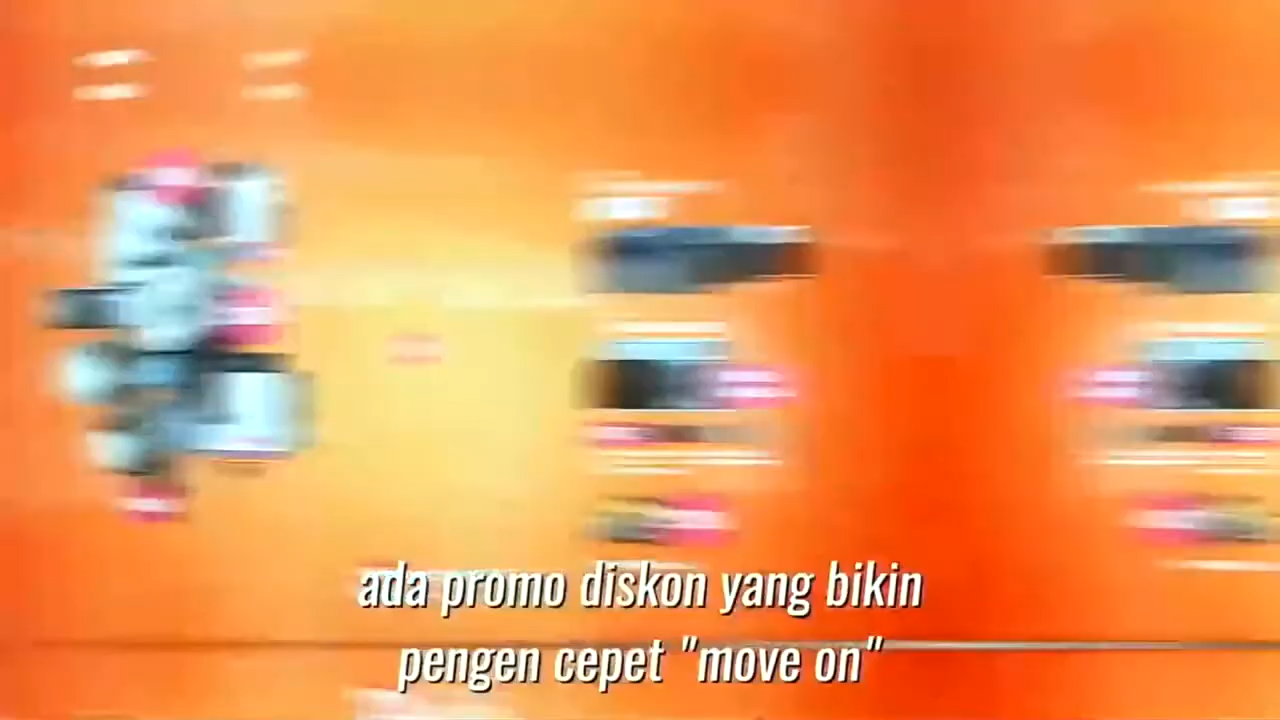 ada promo diskon yang bikin
pengen cepet "move on"